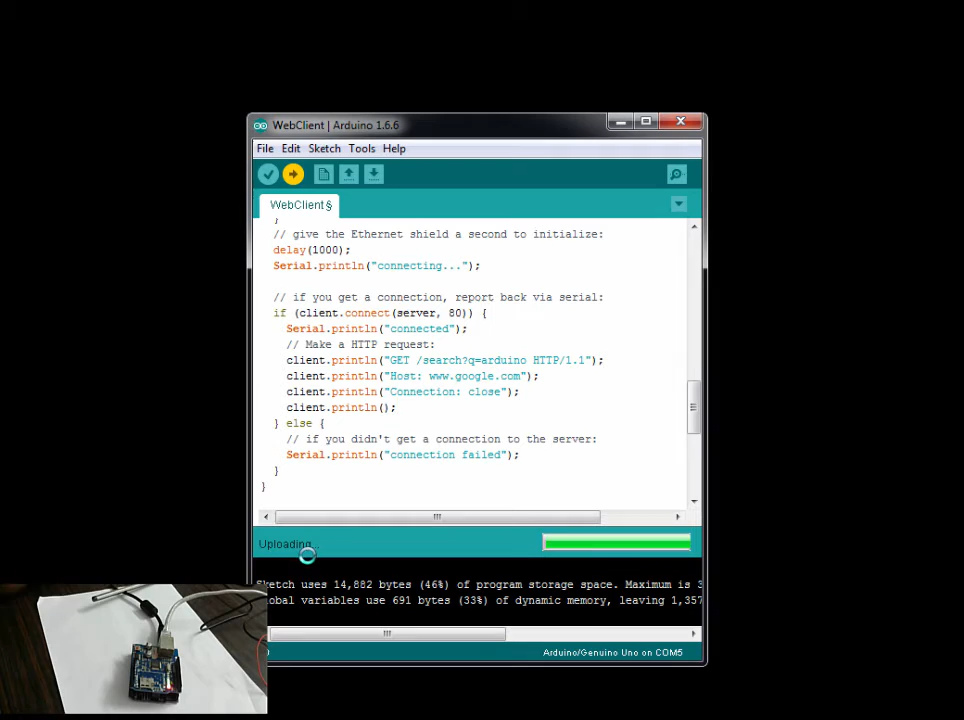 WebClient | Arduino 1.6.6
File Edit Sketch Tools Help
WebClient§
}
// give the Ethernet shield a second to initialize:
delay(1000);
Serial.println("connecting...");
// if you get a connection, report back via serial:
if (client.connect(server, 80)) {
Serial.println("connected");
// Make a HTTP request:
client.println("GET /search?q=arduino HTTP/1.1");
client.println("Host: www.google.com");
client.println("Connection: close");
client.println();
} else {
// if you didn't get a connection to the server:
Serial.println("connection failed");
}
}
Uploading...
Sketch uses 14,882 bytes (46%) of program storage space. Maximum is 3
lobal variables use 691 bytes (33%) of dynamic memory, leaving 1,357
Arduino/Genuino Uno on COM5